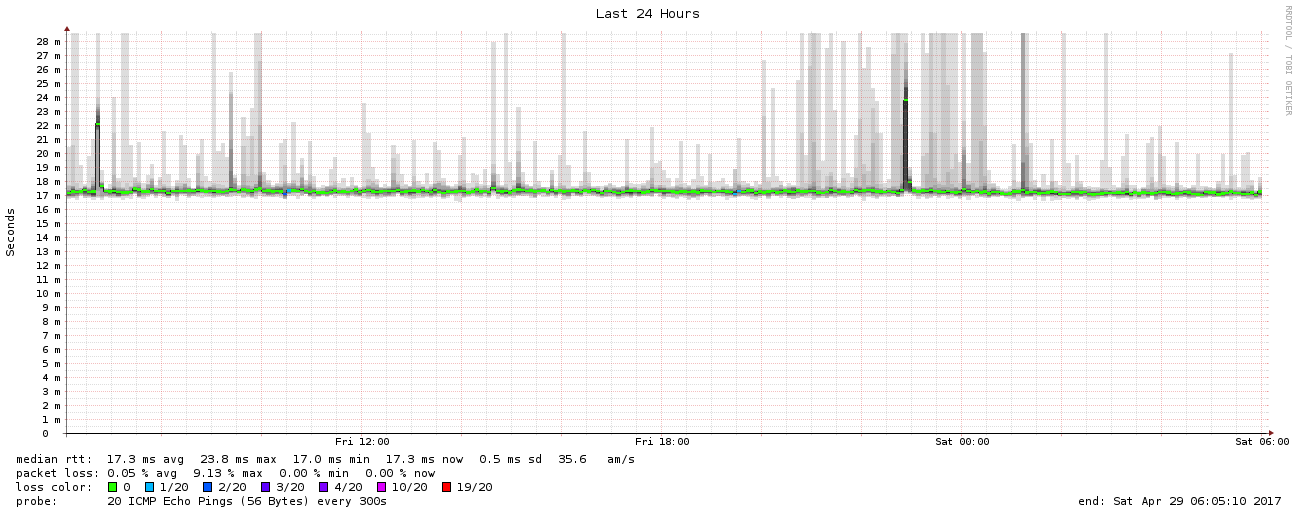 Last 24 Hours
RRDTOOL / TOBI OETIKER
Seconds
28 m
27 m
26 m
25 m
24 m
23 m
22 m
21 m
20 m
19 m
18 m
17 m
16 m
15 m
14 m
13 m
12 m
11 m
10 m
9 m
8 m
7 m
6 m
5 m
4 m
3 m
2 m
1 m
0
Fri 12:00 Fri 18:00 Sat 00:00 Sat 06:00
median rtt: 17.3 ms avg 23.8 ms max 17.0 ms min 17.3 ms now 0.5 ms sd 35.6 am/s
packet loss: 0.05 % avg 9.13 % max 0.00 % min 0.00 % now
loss color: 0 1/20 2/20 3/20 4/20 10/20 19/20
probe: 20 ICMP Echo Pings (56 Bytes) every 300s end: Sat Apr 29 06:05:10 2017